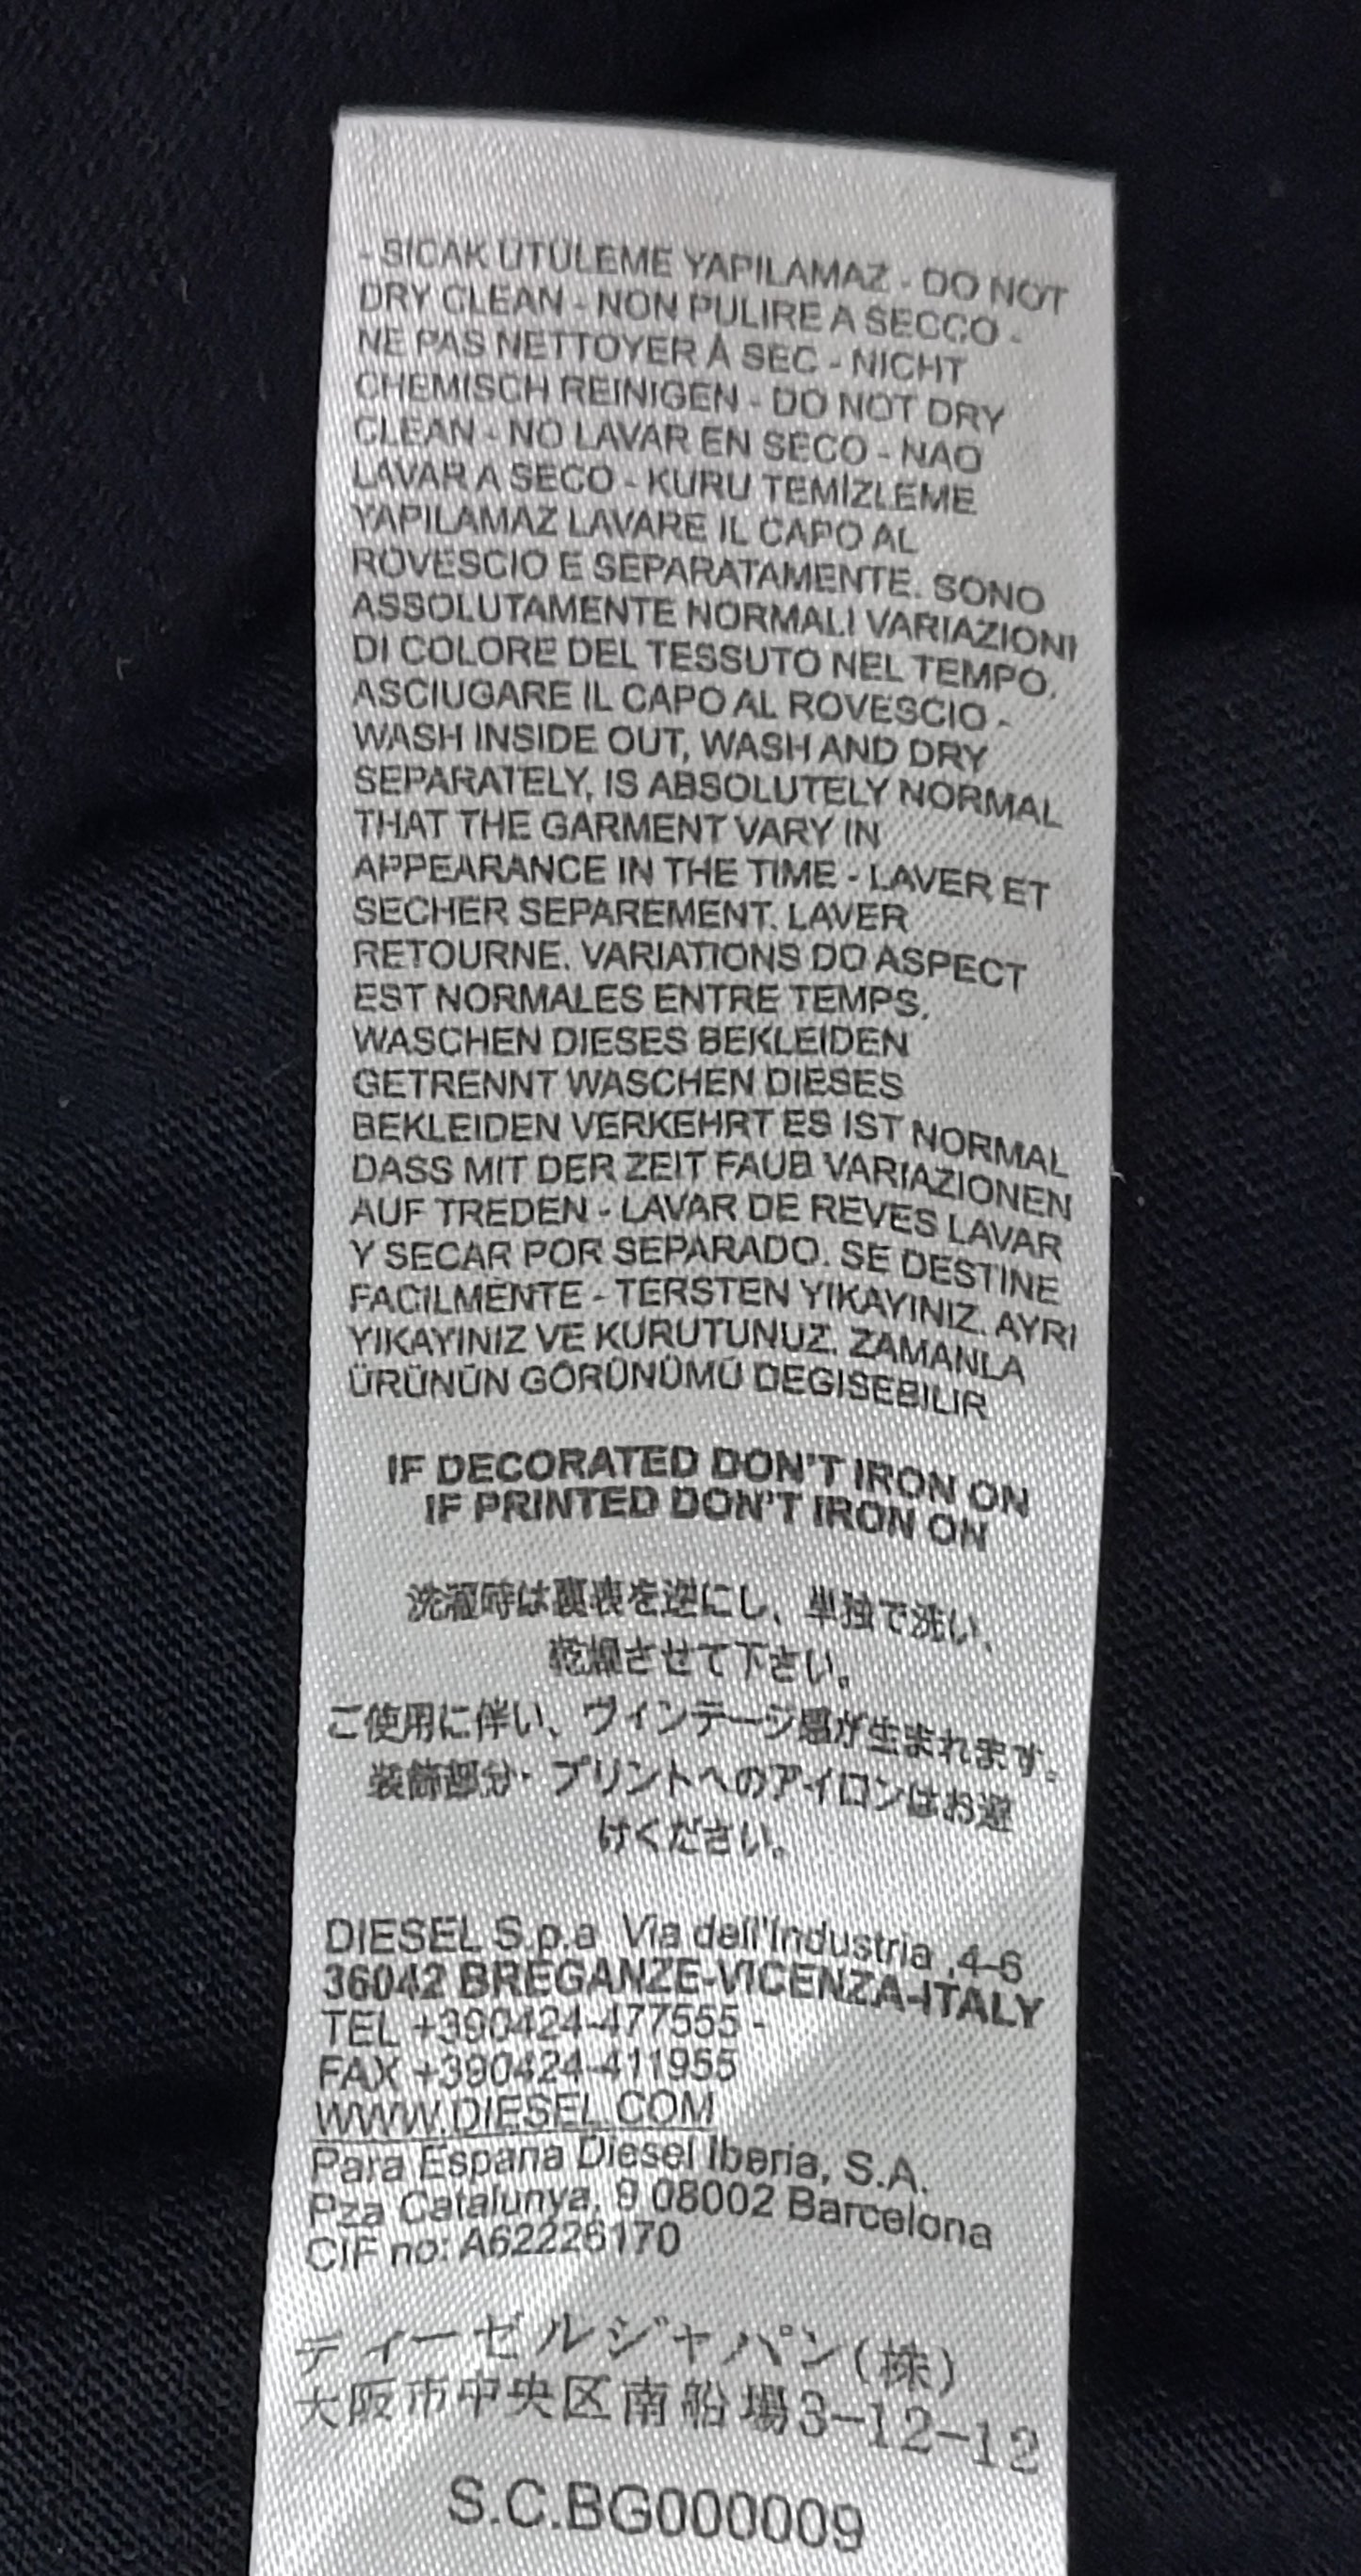 - SICAK ÜTÜLEME YAPILAMAZ - DO NOT
DRY CLEAN - NON PULIRE A SECCO -
NE PAS NETTOYER À SEC - NICHT
CHEMISCH REINIGEN - DO NOT DRY
CLEAN - NO LAVAR EN SECO - NAO
LAVAR A SECO - KURU TEMİZLEME
YAPILAMAZ LAVARE IL CAPO AL
ROVESCIO E SEPARATAMENTE. SONO
ASSOLUTAMENTE NORMALI VARIAZIONI
DI COLORE DEL TESSUTO NEL TEMPO.
ASCIUGARE IL CAPO AL ROVESCIO -
WASH INSIDE OUT, WASH AND DRY
SEPARATELY, IS ABSOLUTELY NORMAL
THAT THE GARMENT VARY IN
APPEARANCE IN THE TIME - LAVER ET
SECHER SEPAREMENT. LAVER
RETOURNE. VARIATIONS DO ASPECT
EST NORMALES ENTRE TEMPS.
WASCHEN DIESES BEKLEIDEN
GETRENNT WASCHEN DIESES
BEKLEIDEN VERKEHRT ES IST NORMAL
DASS MIT DER ZEIT FAUB VARIAZIONEN
AUF TREDEN - LAVAR DE REVES LAVAR
Y SECAR POR SEPARADO. SE DESTINE
FACILMENTE - TERSTEN YIKAYINIZ. AYRI
YIKAYINIZ VE KURUTUNUZ. ZAMANLA
ÜRÜNÜN GÖRÜNÜMÜ DEGISEBILIR
IF DECORATED DON'T IRON ON
IF PRINTED DON'T IRON ON
洗濯時は裏表を逆にし、単独で洗い、
乾燥させて下さい。
ご使用に伴い、ヴィンテージ感が生まれます。
装飾部分・プリントへのアイロンはお避
けください。
DIESEL S.p.a Via dell'Industria ,4-6
36042 BREGANZE-VICENZA-ITALY
TEL +390424-477555 -
FAX +390424-411955
WWW.DIESEL.COM
Para Espana Diesel Iberia, S.A.
Pza Catalunya, 9 08002 Barcelona
CIF no: A62226170
ディーゼルジャパン(株)
大阪市中央区南船場3-12-12
S.C.BG000009